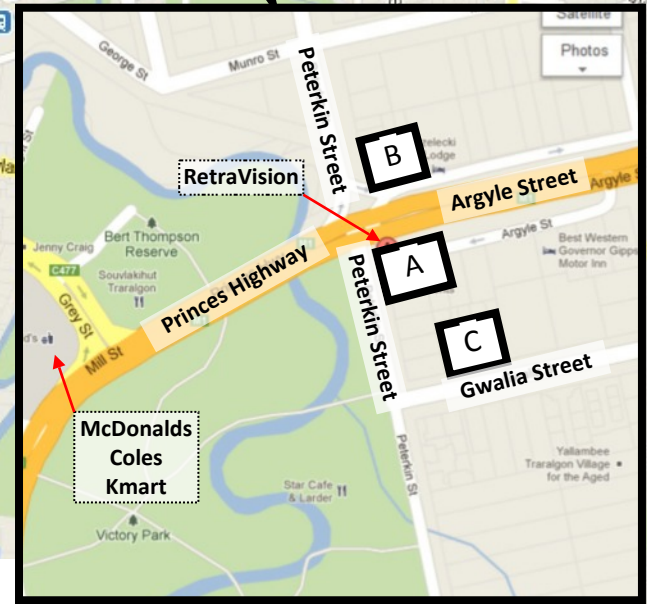 Satellite
Photos
George St
Munro St
Peterkin Street
B
Lodge
RetraVision
Argyle Street
Argyle
Argyle St
Jenny Craig
Bert Thompson
Reserve
C477
Souvlakihut
Traralgon
Grey St
Princes Highway
Peterkin Street
A
Best Western
Governor Gipps
Motor Inn
C
Mill St
Gwalia Street
McDonalds
Coles
Kmart
Peterkin St
Yallambee
Traralgon Village
for the Aged
Star Cafe
& Larder
Victory Park